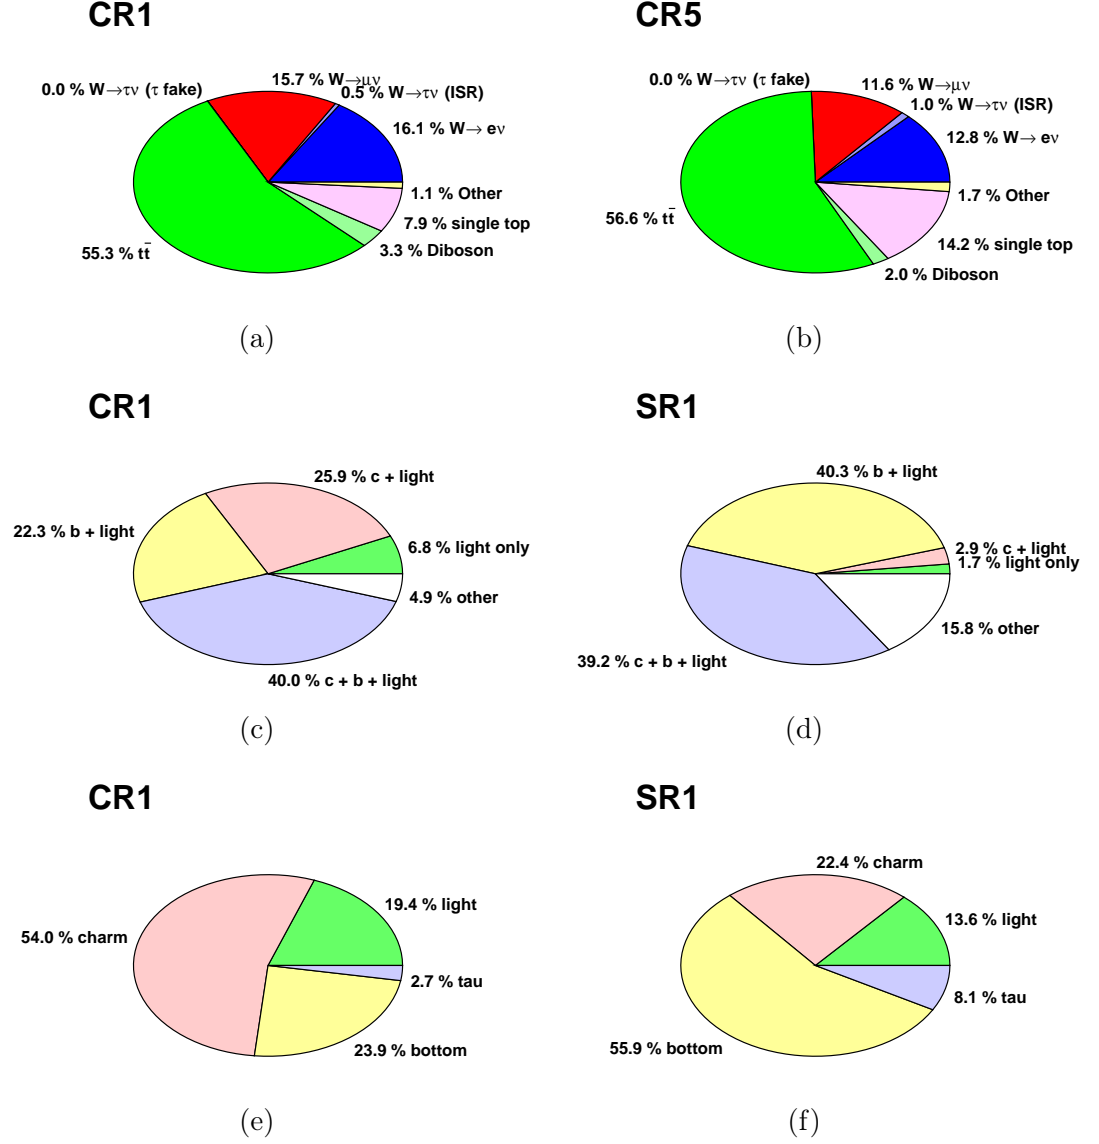 CR1
15.7 % W→μν
0.0 % W→τν (τ fake)
0.5 % W→τν (ISR)
16.1 % W→ eν
1.1 % Other
7.9 % single top
55.3 % tt̄
3.3 % Diboson
(a)
CR5
0.0 % W→τν (τ fake)
11.6 % W→μν
1.0 % W→τν (ISR)
12.8 % W→ eν
1.7 % Other
56.6 % tt̄
14.2 % single top
2.0 % Diboson
(b)
CR1
25.9 % c + light
22.3 % b + light
6.8 % light only
4.9 % other
40.0 % c + b + light
(c)
SR1
40.3 % b + light
2.9 % c + light
1.7 % light only
15.8 % other
39.2 % c + b + light
(d)
CR1
19.4 % light
54.0 % charm
2.7 % tau
23.9 % bottom
(e)
SR1
22.4 % charm
13.6 % light
8.1 % tau
55.9 % bottom
(f)